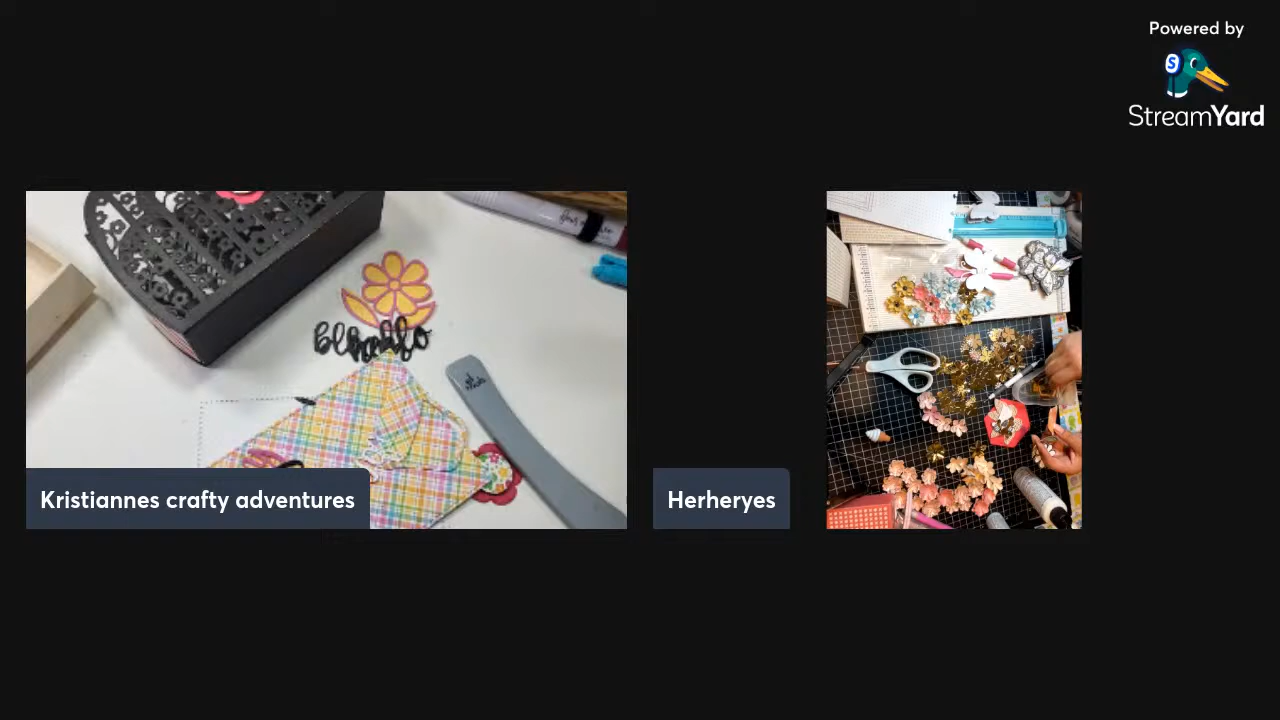 Powered by
S
StreamYard
Kristiannes crafty adventures
Herheryes